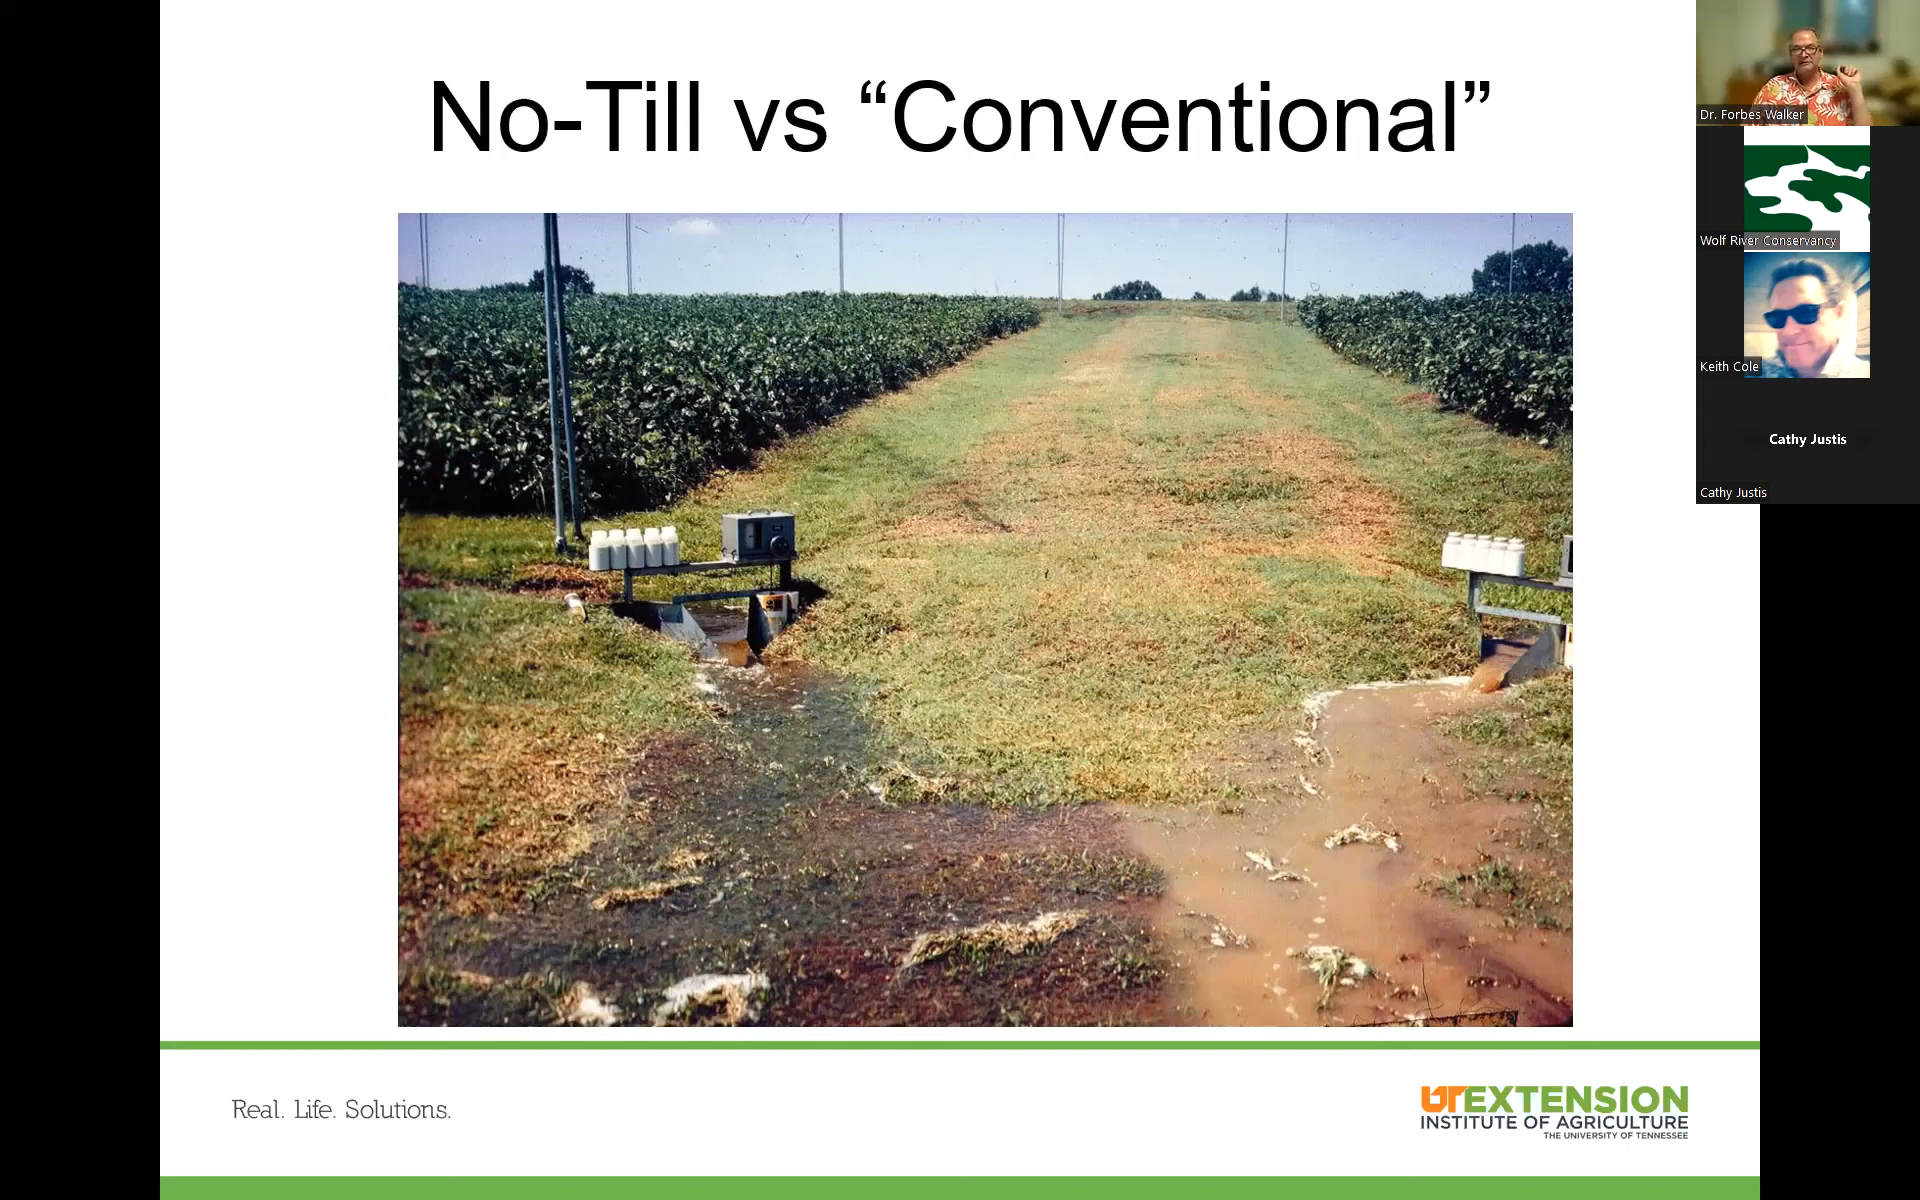 No-Till vs “Conventional”
Dr. Forbes Walker
Wolf River Conservancy
Keith Cole
Cathy Justis
Cathy Justis
Real. Life. Solutions.
UTEXTENSION
INSTITUTE OF AGRICULTURE
THE UNIVERSITY OF TENNESSEE